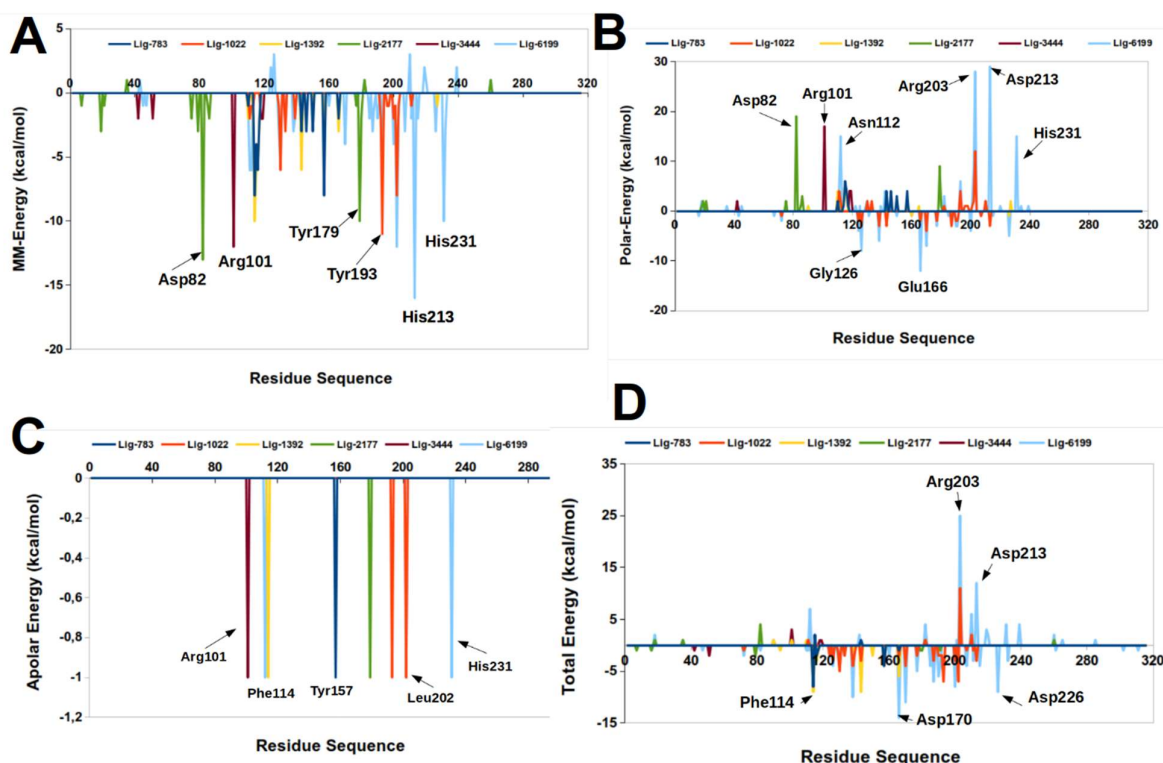 A
Lig-783 Lig-1022 Lig-1392 Lig-2177 Lig-3444 Lig-6199
5
0
-5
-10
-15
-20
0 40 80 120 160 200 240 280 320
MM-Energy (kcal/mol)
Asp82
Arg101
Tyr179
Tyr193
His231
His213
Residue Sequence
B
Lig-783 Lig-1022 Lig-1392 Lig-2177 Lig-3444 Lig-6199
30
20
10
0
-10
-20
0 40 80 120 160 200 240 280 320
Polar-Energy (kcal/mol)
Asp82
Arg101
Asn112
Arg203
Asp213
His231
Gly126
Glu166
Residue Sequence
C
Lig-783 Lig-1022 Lig-1392 Lig-2177 Lig-3444 Lig-6199
0 40 80 120 160 200 240 280
0
-0,2
-0,4
-0,6
-0,8
-1
-1,2
Apolar Energy (kcal/mol)
Arg101
Phe114
Tyr157
Leu202
His231
Residue Sequence
D
Lig-783 Lig-1022 Lig-1392 Lig-2177 Lig-3444 Lig-6199
35
25
15
5
-5
-15
0 40 80 120 160 200 240 280 320
Total Energy (kcal/mol)
Arg203
Asp213
Phe114
Asp170
Asp226
Residue Sequence